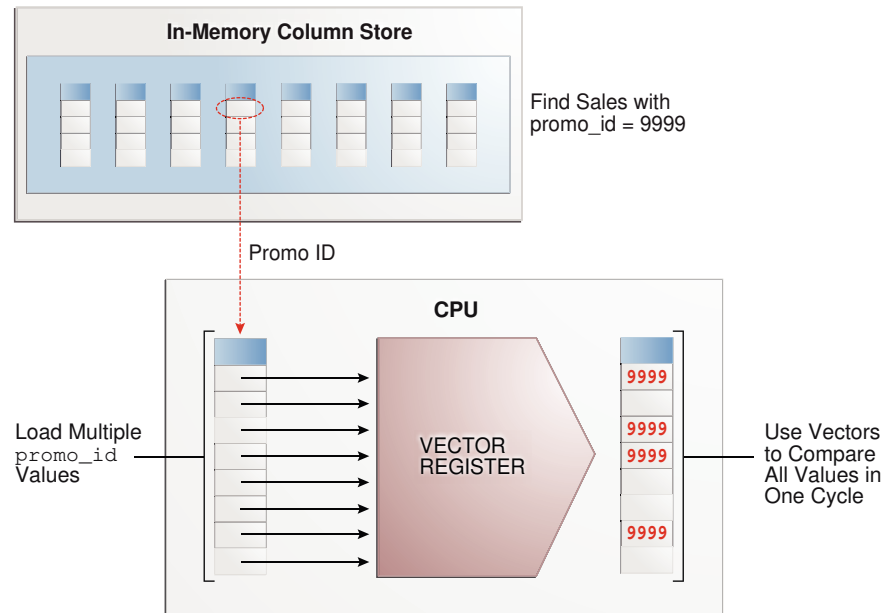 In-Memory Column Store
Find Sales with
promo_id = 9999
Promo ID
CPU
Load Multiple
promo_id
Values
VECTOR
REGISTER
9999
9999
9999
9999
Use Vectors
to Compare
All Values in
One Cycle